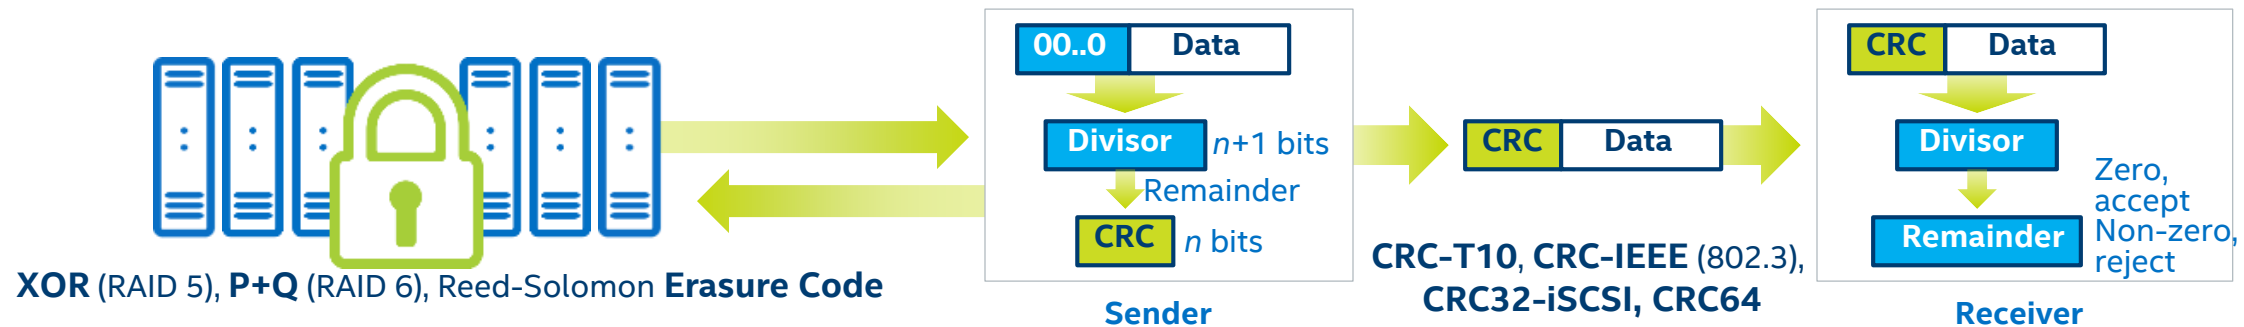 XOR (RAID 5), P+Q (RAID 6), Reed-Solomon Erasure Code
00..0 Data
Divisor n+1 bits
Remainder
CRC n bits
Sender
CRC Data
CRC-T10, CRC-IEEE (802.3),
CRC32-iSCSI, CRC64
CRC Data
Divisor
Remainder
Zero,
accept
Non-zero,
reject
Receiver